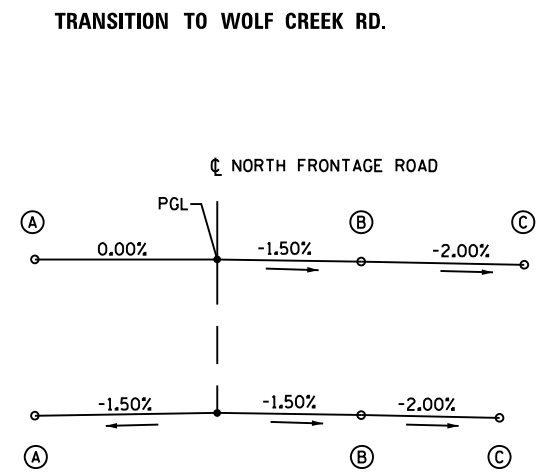 TRANSITION TO WOLF CREEK RD.
℄ NORTH FRONTAGE ROAD
PGL
A B C
0.00% -1.50% -2.00%
-1.50% -1.50% -2.00%
A B C